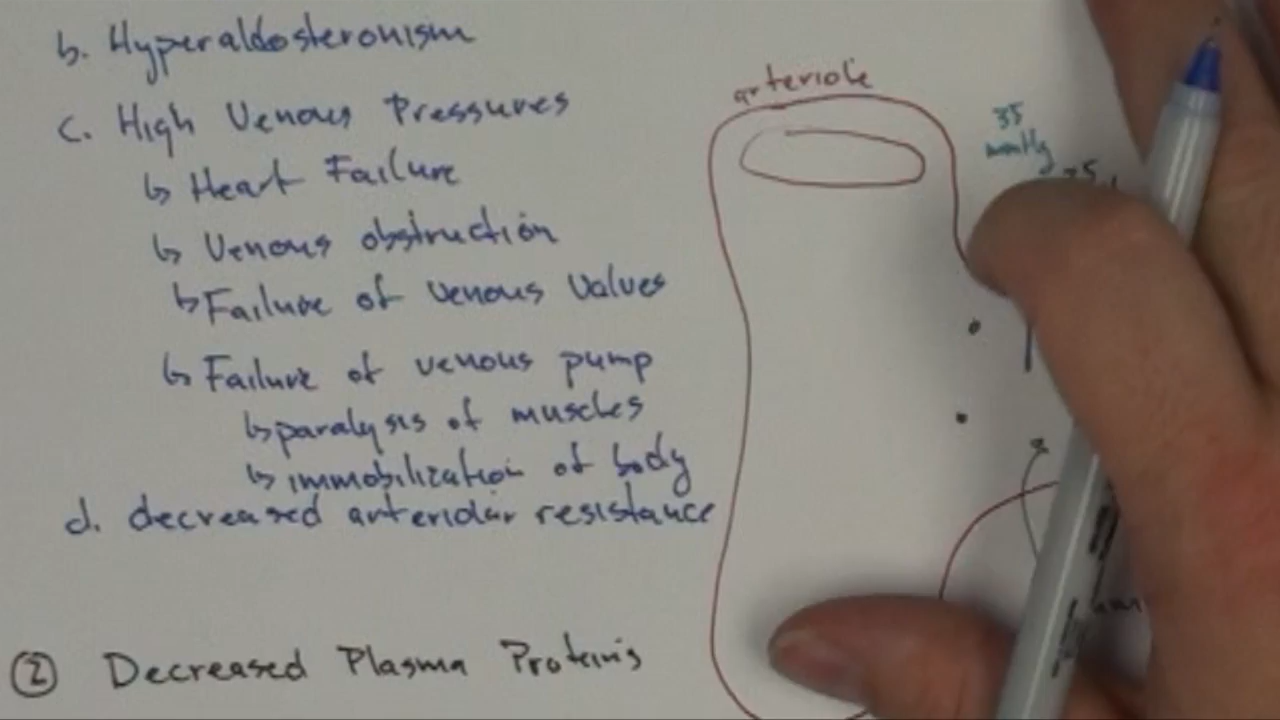 b. Hyperaldosteronism
c. High Venous Pressures
↳ Heart Failure
↳ Venous obstruction
↳ Failure of venous valves
↳ Failure of venous pump
↳ paralysis of muscles
↳ immobilization of body
d. decreased arteriolar resistance
② Decreased Plasma Proteins
arteriole
35
mmHg